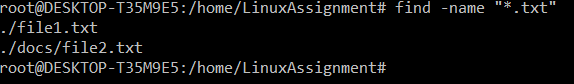 root@DESKTOP-T35M9E5:/home/LinuxAssignment# find -name "*.txt"
./file1.txt
./docs/file2.txt
root@DESKTOP-T35M9E5:/home/LinuxAssignment#